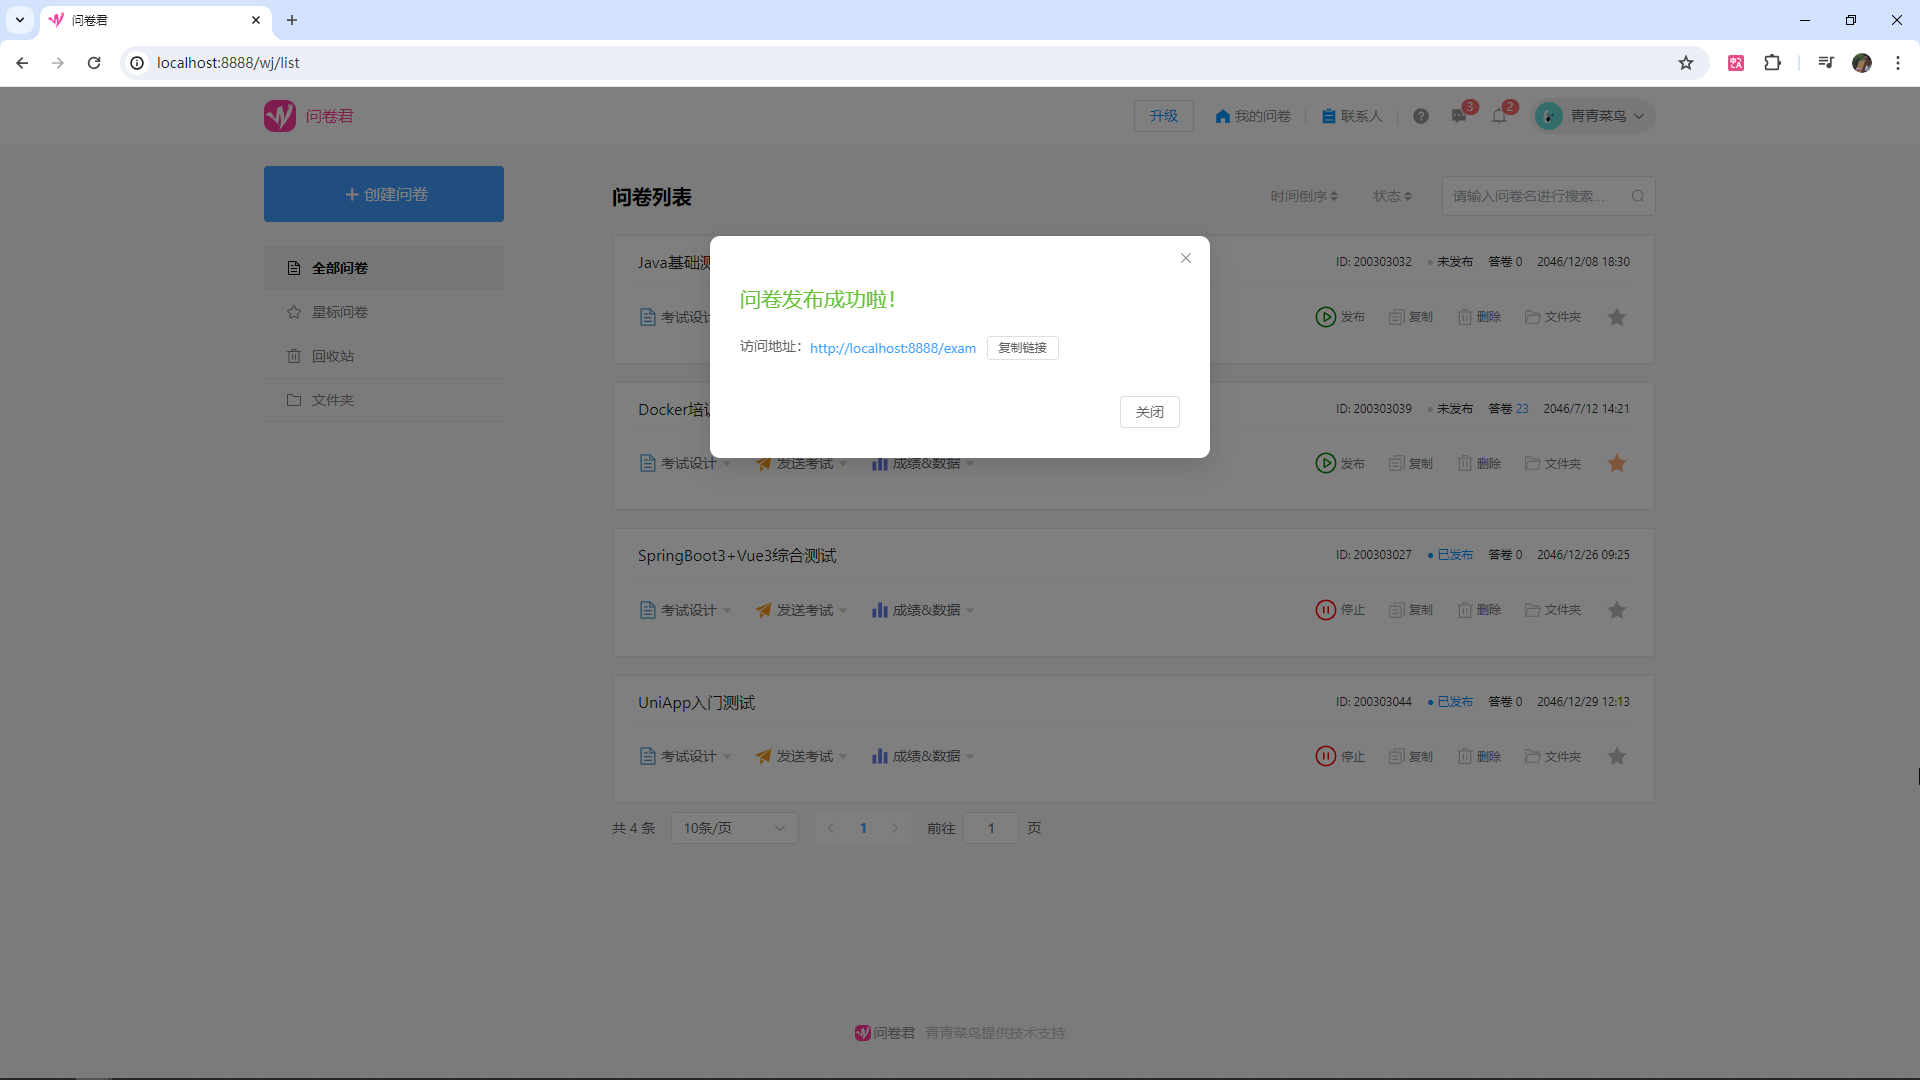 问卷君
localhost:8888/wj/list
问卷君
升级
我的问卷
联系人
3
2
青青菜鸟
创建问卷
全部问卷
星标问卷
回收站
文件夹
问卷列表
时间倒序
状态
请输入问卷名进行搜索...
Java基础测
ID: 200303032
未发布
答卷 0
2046/12/08 18:30
考试设计
发布
复制
删除
文件夹
问卷发布成功啦！
访问地址：http://localhost:8888/exam
复制链接
关闭
Docker培
ID: 200303039
未发布
答卷 23
2046/7/12 14:21
考试设计
发送考试
成绩&数据
发布
复制
删除
文件夹
SpringBoot3+Vue3综合测试
ID: 200303027
已发布
答卷 0
2046/12/26 09:25
考试设计
发送考试
成绩&数据
停止
复制
删除
文件夹
UniApp入门测试
ID: 200303044
已发布
答卷 0
2046/12/29 12:13
考试设计
发送考试
成绩&数据
停止
复制
删除
文件夹
共 4 条
10条/页
1
前往
1
页
问卷君
青青菜鸟提供技术支持